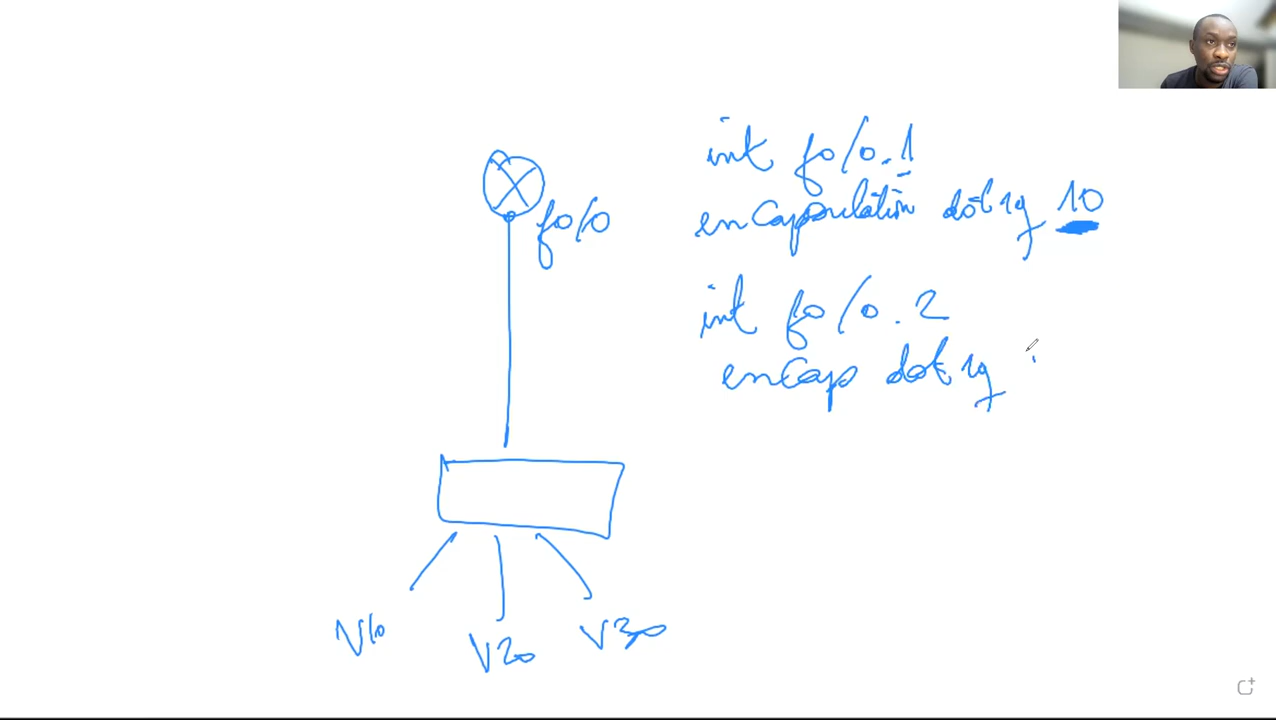 int f0/0.1
encapsulation dot1q 10
f0/0
int f0/0.2
encap dot1q
V10
V20
V30